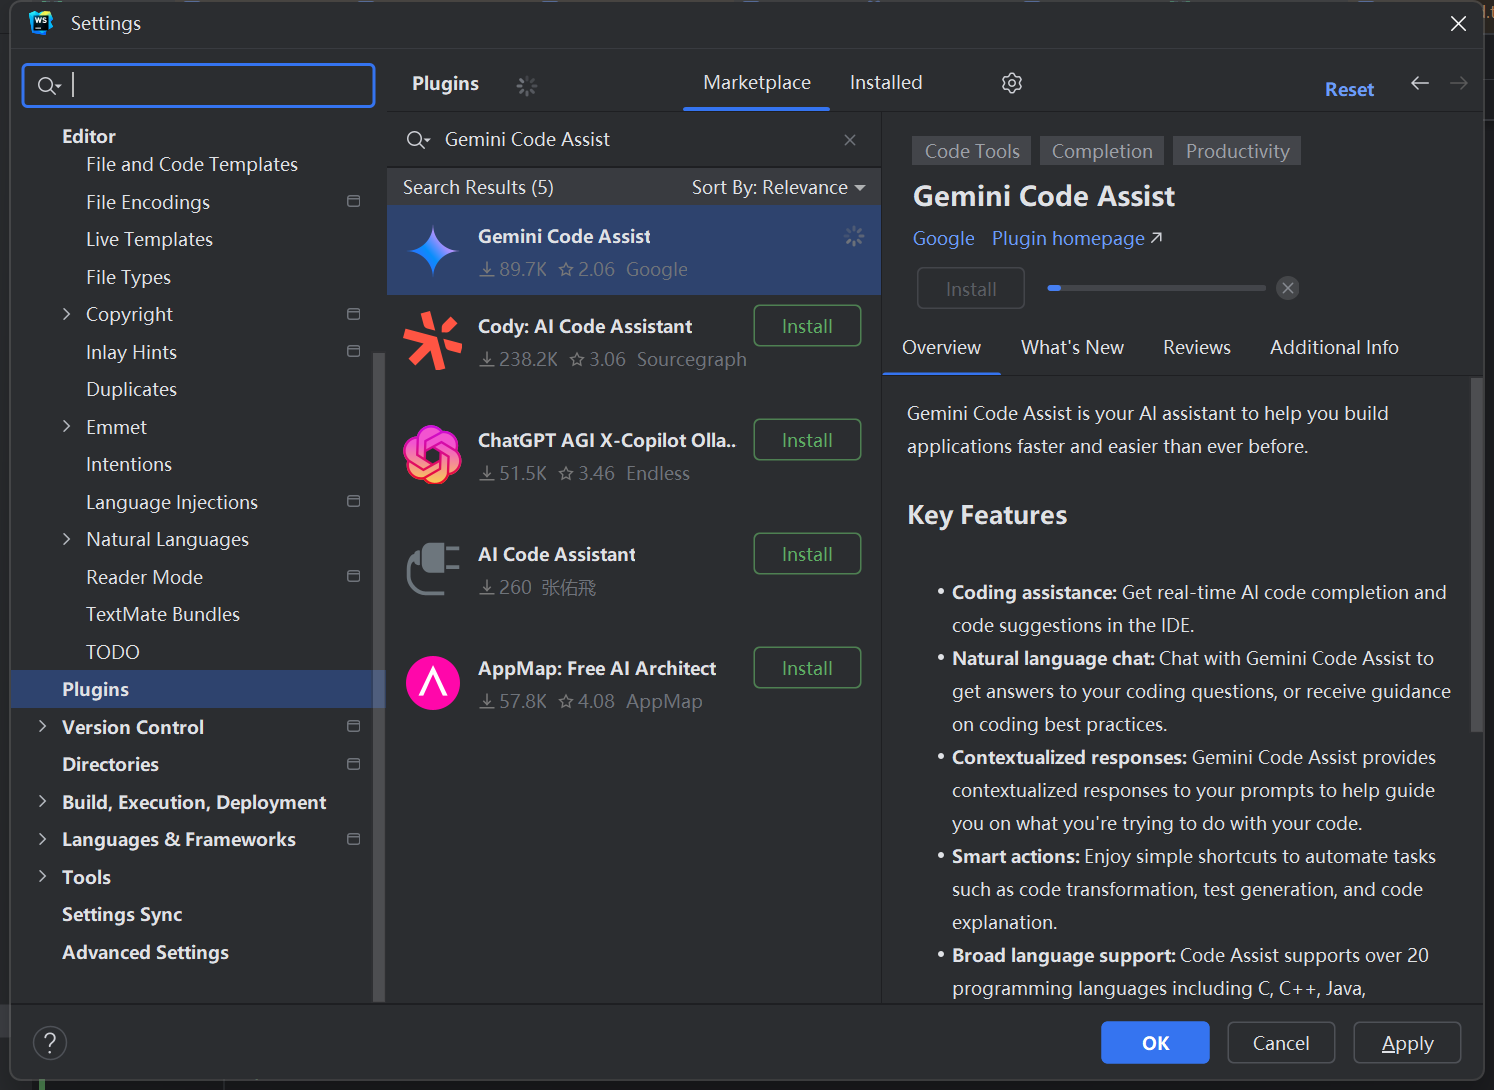 WS
Settings
Plugins
Marketplace
Installed
Reset
Editor
File and Code Templates
File Encodings
Live Templates
File Types
Copyright
Inlay Hints
Duplicates
Emmet
Intentions
Language Injections
Natural Languages
Reader Mode
TextMate Bundles
TODO
Plugins
Version Control
Directories
Build, Execution, Deployment
Languages & Frameworks
Tools
Settings Sync
Advanced Settings
Gemini Code Assist
Search Results (5)
Sort By: Relevance
Gemini Code Assist
89.7K 2.06 Google
Cody: AI Code Assistant
238.2K 3.06 Sourcegraph
Install
ChatGPT AGI X-Copilot Olla..
51.5K 3.46 Endless
Install
AI Code Assistant
260 张佑飛
Install
AppMap: Free AI Architect
57.8K 4.08 AppMap
Install
Code Tools
Completion
Productivity
Gemini Code Assist
Google Plugin homepage
Install
Overview
What's New
Reviews
Additional Info
Gemini Code Assist is your AI assistant to help you build
applications faster and easier than ever before.
Key Features
• Coding assistance: Get real-time AI code completion and
code suggestions in the IDE.
• Natural language chat: Chat with Gemini Code Assist to
get answers to your coding questions, or receive guidance
on coding best practices.
• Contextualized responses: Gemini Code Assist provides
contextualized responses to your prompts to help guide
you on what you're trying to do with your code.
• Smart actions: Enjoy simple shortcuts to automate tasks
such as code transformation, test generation, and code
explanation.
• Broad language support: Code Assist supports over 20
programming languages including C, C++, Java,
?
OK
Cancel
Apply